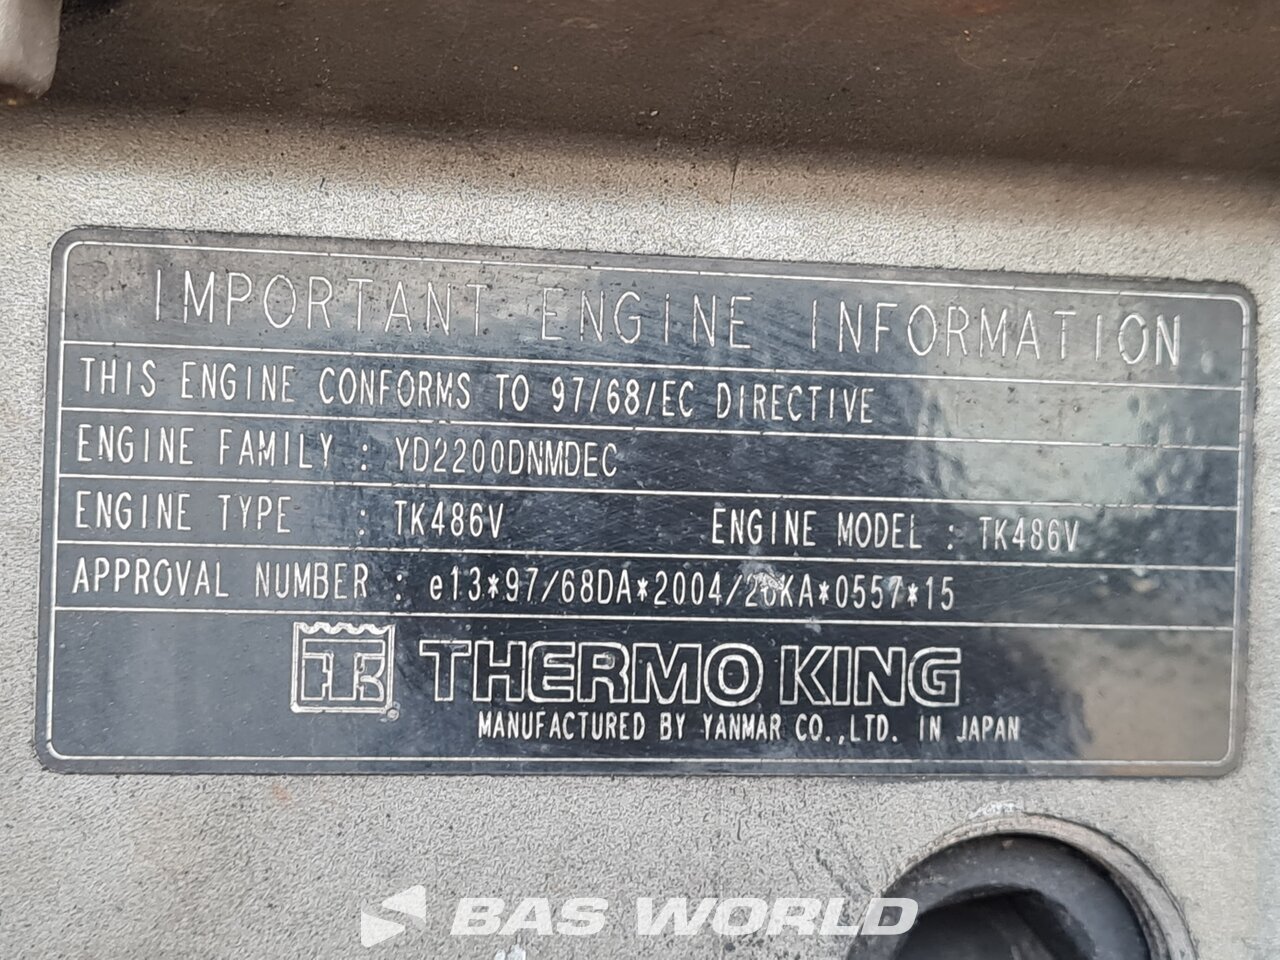 IMPORTANT ENGINE INFORMATION
THIS ENGINE CONFORMS TO 97/68/EC DIRECTIVE
ENGINE FAMILY : YD2200DNMDEC
ENGINE TYPE : TK486V ENGINE MODEL : TK486V
APPROVAL NUMBER : e13*97/68DA*2004/26KA*0557*15
TK THERMO KING
MANUFACTURED BY YANMAR CO.,LTD. IN JAPAN
BAS WORLD